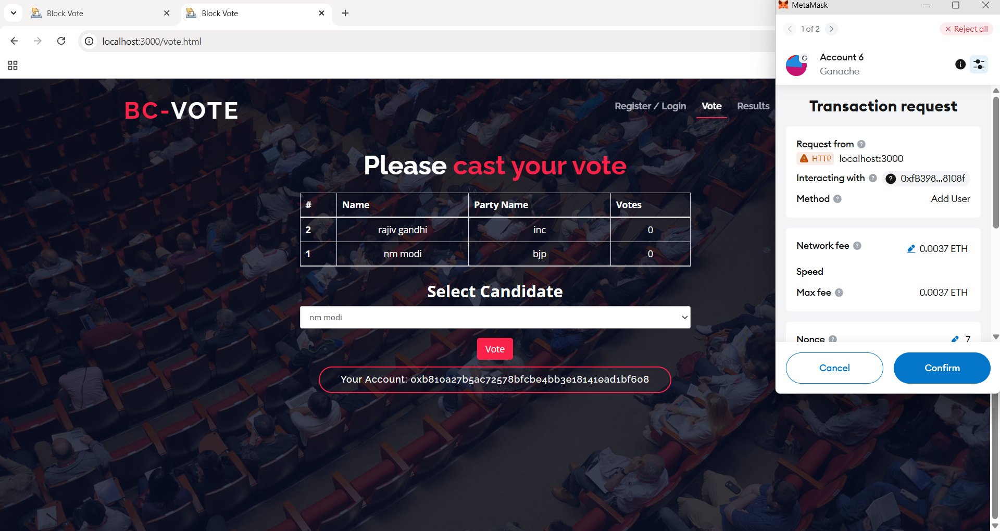 Block Vote
Block Vote
localhost:3000/vote.html
BC-VOTE
Register / Login Vote Results
Please cast your vote
# Name Party Name Votes
2 rajiv gandhi inc 0
1 nm modi bjp 0
Select Candidate
nm modi
Vote
Your Account: 0xb810a27b5ac72578bfcbe4bb3e18141ead1bf608
MetaMask
1 of 2 Reject all
G
Account 6
Ganache
Transaction request
Request from ?
HTTP localhost:3000
Interacting with ? ? 0xfB398...8108f
Method ? Add User
Network fee ? 0.0037 ETH
Speed
Max fee ? 0.0037 ETH
Nonce ? 7
Cancel Confirm